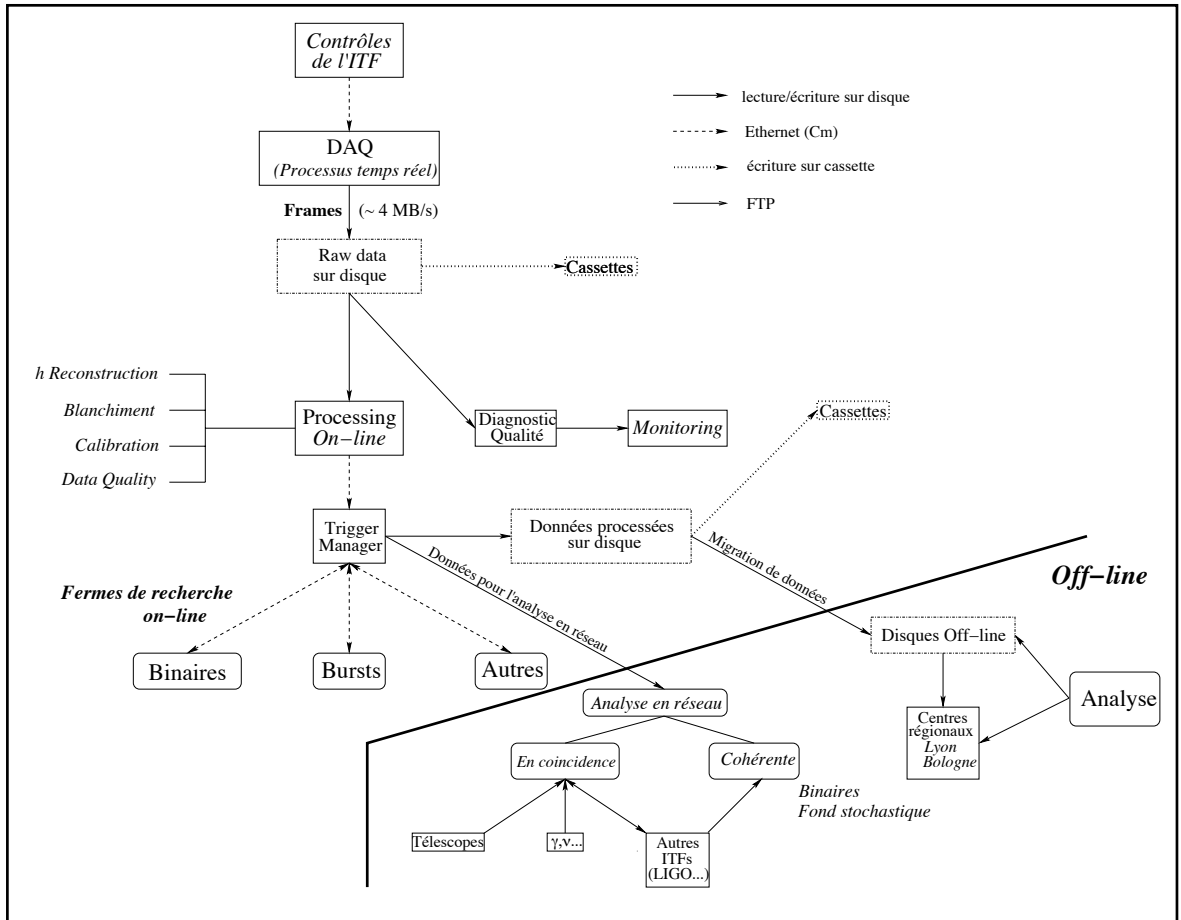 Contrôles
de l'ITF
lecture/écriture sur disque
Ethernet (Cm)
écriture sur cassette
FTP
DAQ
(Processus temps réel)
Frames (~ 4 MB/s)
Raw data
sur disque
Cassettes
h Reconstruction
Blanchiment
Calibration
Data Quality
Processing
On−line
Diagnostic
Qualité
Monitoring
Cassettes
Trigger
Manager
Données processées
sur disque
Migration de données
Données pour l'analyse en réseau
Off−line
Fermes de recherche
on−line
Binaires
Bursts
Autres
Disques Off−line
Analyse
Centres
régionaux
Lyon
Bologne
Analyse en réseau
En coincidence
Cohérente
Binaires
Fond stochastique
Télescopes
γ,ν...
Autres
ITFs
(LIGO...)